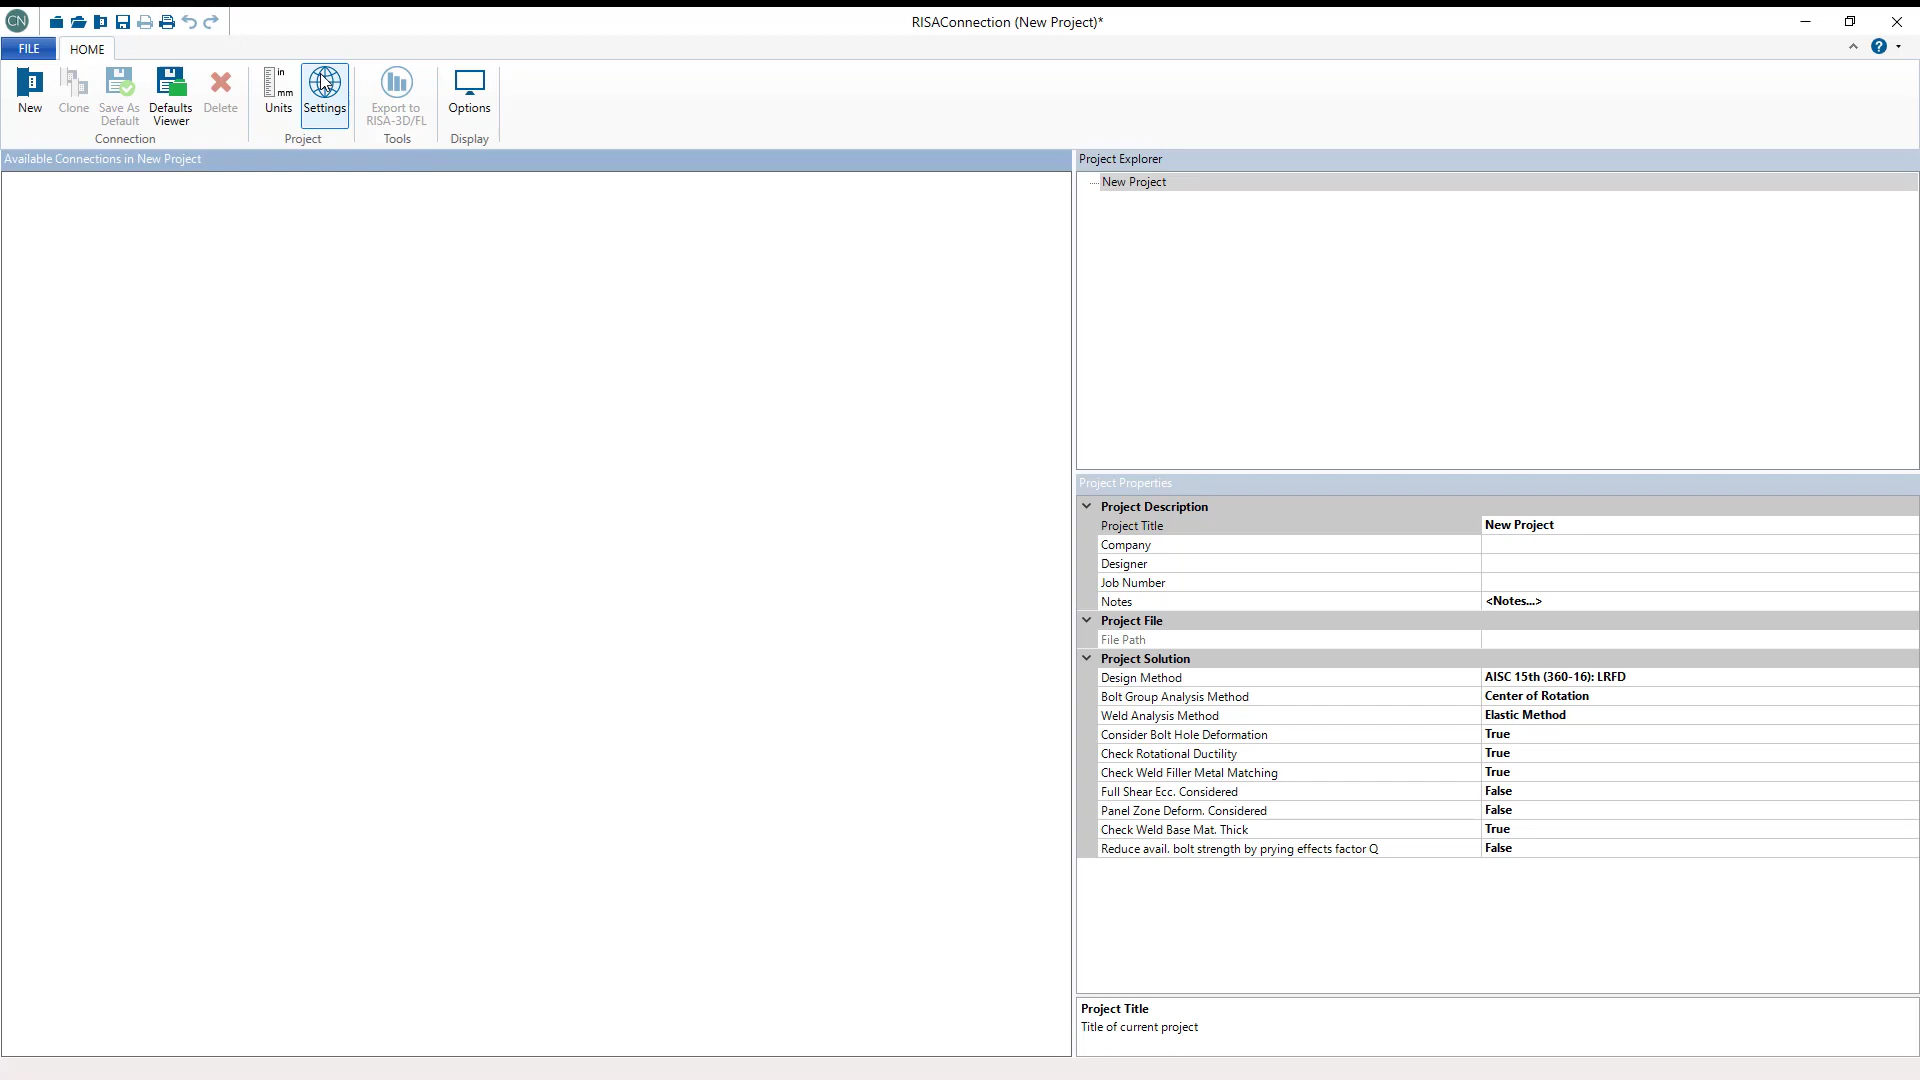 CN
RISAConnection (New Project)*
FILE
HOME
?
in
mm
New
Clone
Save As
Default
Defaults
Viewer
Delete
Units
Settings
Export to
RISA-3D/FL
Options
Connection
Project
Tools
Display
Available Connections in New Project
Project Explorer
New Project
Project Properties
Project Description
Project Title New Project
Company
Designer
Job Number
Notes <Notes...>
Project File
File Path
Project Solution
Design Method AISC 15th (360-16): LRFD
Bolt Group Analysis Method Center of Rotation
Weld Analysis Method Elastic Method
Consider Bolt Hole Deformation True
Check Rotational Ductility True
Check Weld Filler Metal Matching True
Full Shear Ecc. Considered False
Panel Zone Deform. Considered False
Check Weld Base Mat. Thick True
Reduce avail. bolt strength by prying effects factor Q False
Project Title
Title of current project